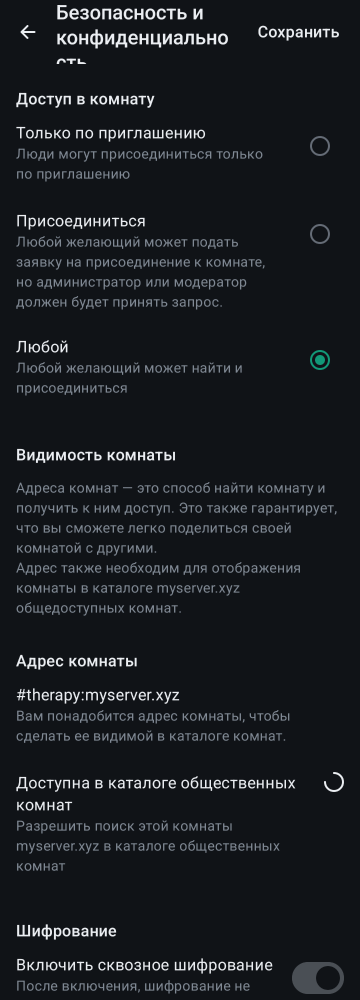 Безопасность и
конфиденциально
сть
Сохранить
Доступ в комнату
Только по приглашению
Люди могут присоединиться только
по приглашению
Присоединиться
Любой желающий может подать
заявку на присоединение к комнате,
но администратор или модератор
должен будет принять запрос.
Любой
Любой желающий может найти и
присоединиться
Видимость комнаты
Адреса комнат — это способ найти комнату и
получить к ним доступ. Это также гарантирует,
что вы сможете легко поделиться своей
комнатой с другими.
Адрес также необходим для отображения
комнаты в каталоге myserver.xyz
общедоступных комнат.
Адрес комнаты
#therapy:myserver.xyz
Вам понадобится адрес комнаты, чтобы
сделать ее видимой в каталоге комнат.
Доступна в каталоге общественных
комнат
Разрешить поиск этой комнаты
myserver.xyz в каталоге общественных
комнат
Шифрование
Включить сквозное шифрование
После включения, шифрование не